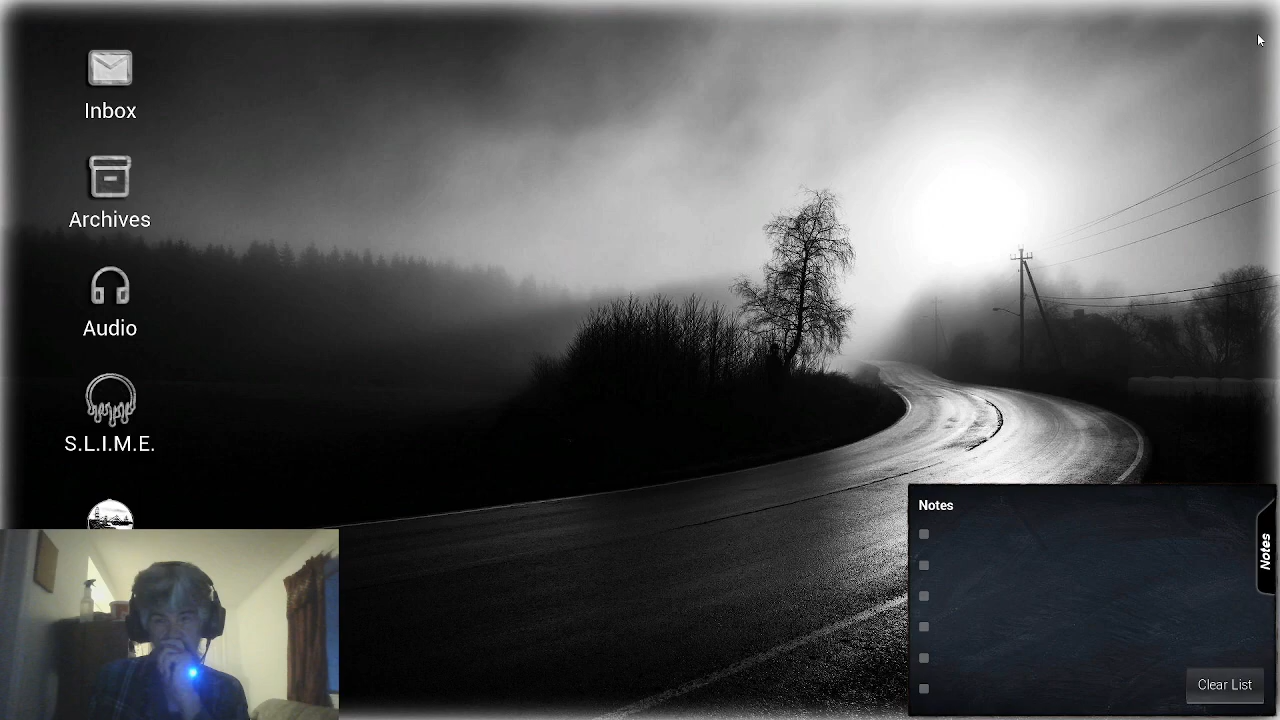 Inbox
Archives
Audio
S.L.I.M.E.
Notes
Notes
Clear List